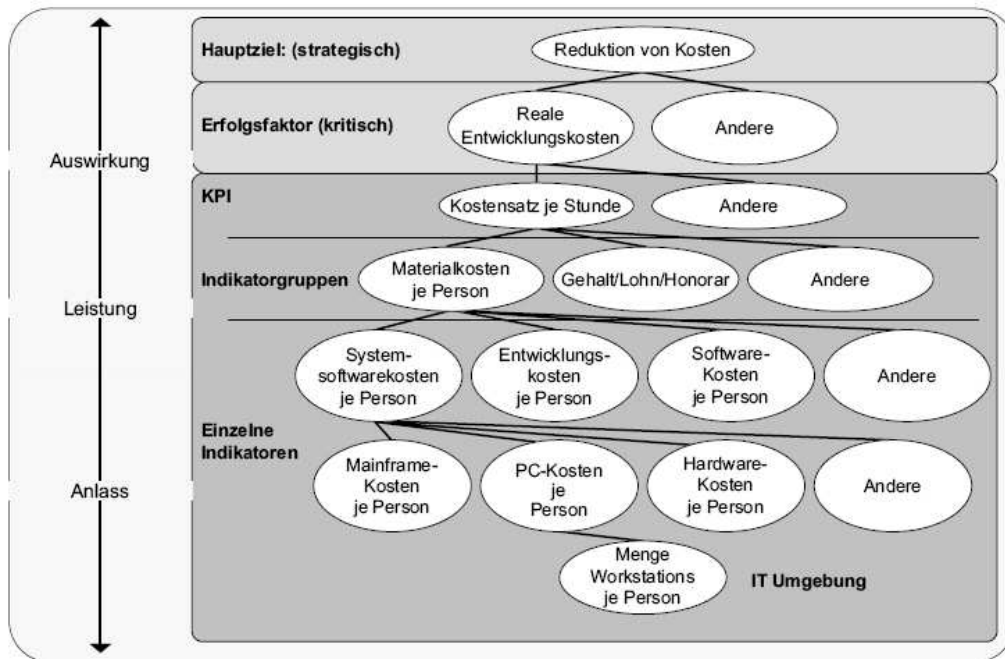 Hauptziel: (strategisch)
Reduktion von Kosten
Erfolgsfaktor (kritisch)
Reale
Entwicklungskosten
Andere
Auswirkung
KPI
Kostensatz je Stunde
Andere
Indikatorgruppen
Materialkosten
je Person
Gehalt/Lohn/Honorar
Andere
Leistung
System-
softwarekosten
je Person
Entwicklungs-
kosten
je Person
Software-
Kosten
je Person
Andere
Einzelne
Indikatoren
Mainframe-
Kosten
je Person
PC-Kosten
je
Person
Hardware-
Kosten
je Person
Andere
Anlass
Menge
Workstations
je Person
IT Umgebung